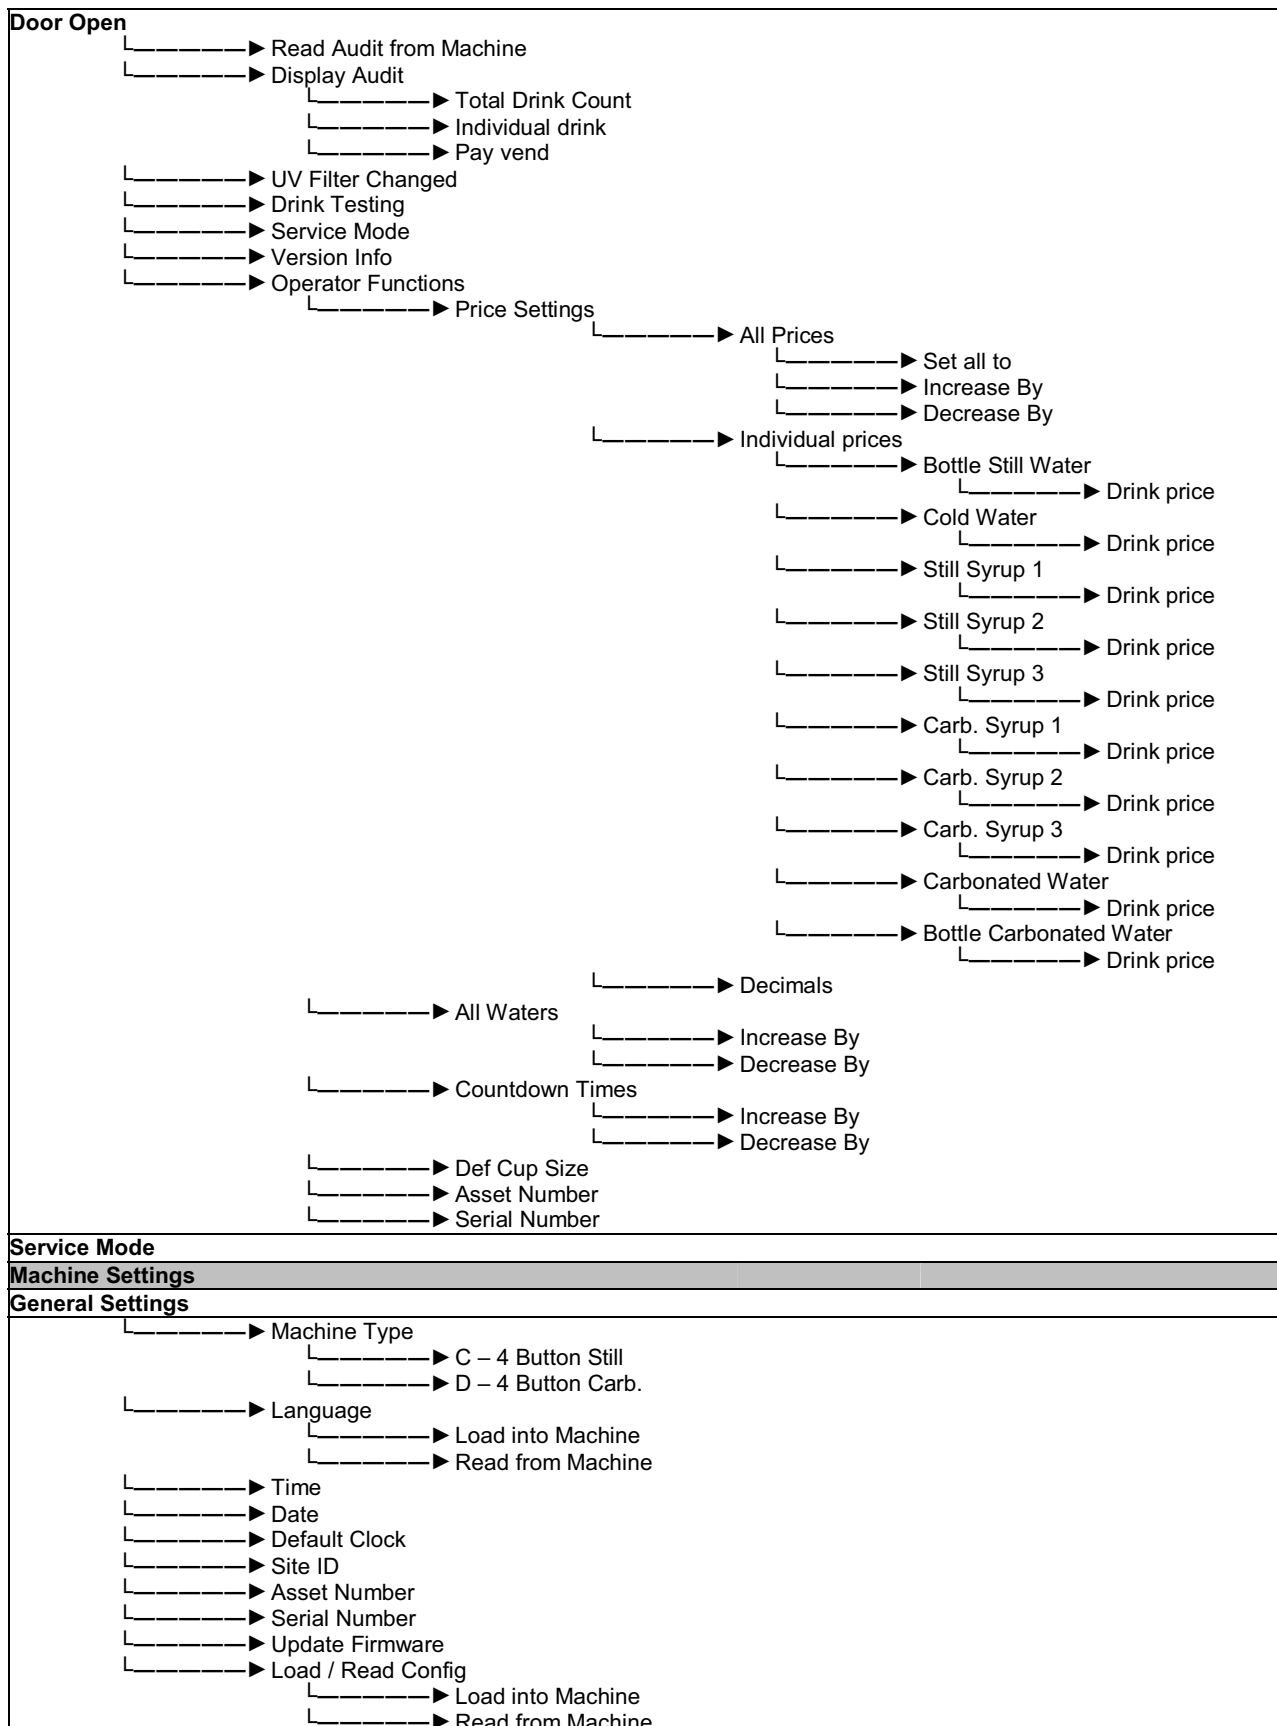 Door Open
Read Audit from Machine
Display Audit
Total Drink Count
Individual drink
Pay vend
UV Filter Changed
Drink Testing
Service Mode
Version Info
Operator Functions
Price Settings
All Prices
Set all to
Increase By
Decrease By
Individual prices
Bottle Still Water
Drink price
Cold Water
Drink price
Still Syrup 1
Drink price
Still Syrup 2
Drink price
Still Syrup 3
Drink price
Carb. Syrup 1
Drink price
Carb. Syrup 2
Drink price
Carb. Syrup 3
Drink price
Carbonated Water
Drink price
Bottle Carbonated Water
Drink price
Decimals
All Waters
Increase By
Decrease By
Countdown Times
Increase By
Decrease By
Def Cup Size
Asset Number
Serial Number
Service Mode
Machine Settings
General Settings
Machine Type
C – 4 Button Still
D – 4 Button Carb.
Language
Load into Machine
Read from Machine
Time
Date
Default Clock
Site ID
Asset Number
Serial Number
Update Firmware
Load / Read Config
Load into Machine
Read from Machine